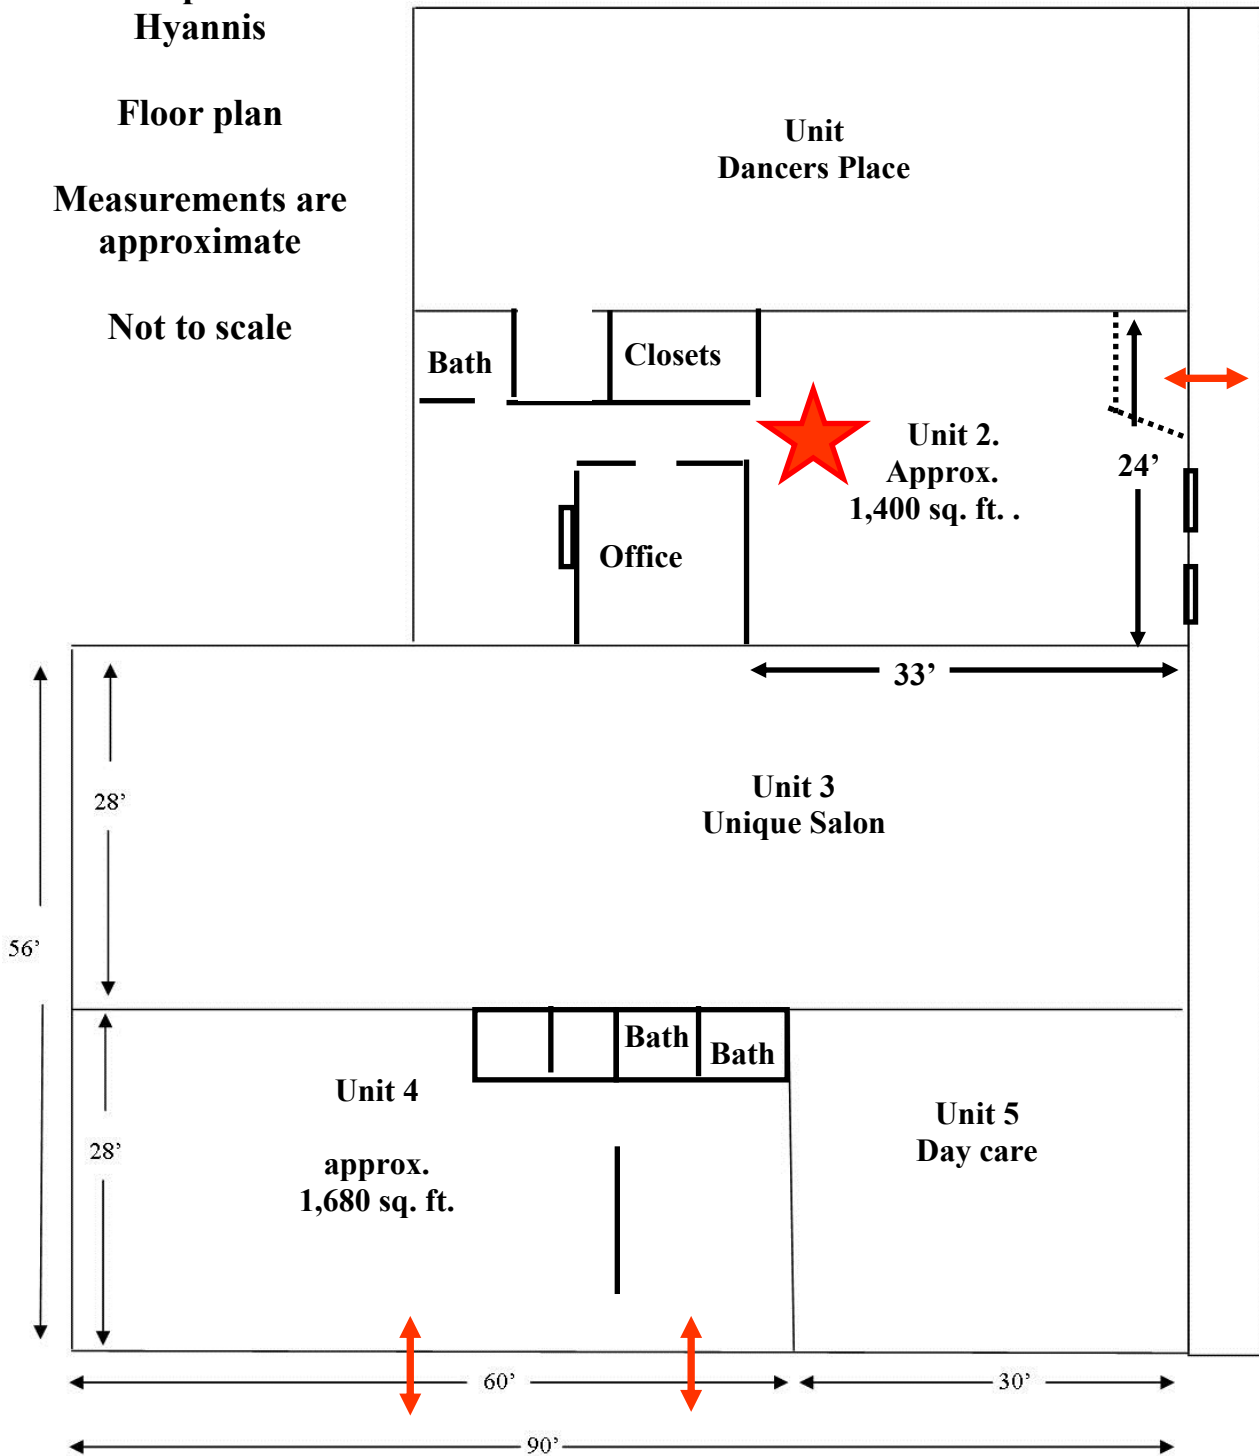 Hyannis
Floor plan
Measurements are
approximate
Not to scale
Unit
Dancers Place
Bath
Closets
Unit 2.
Approx.
1,400 sq. ft. .
24’
Office
33’
28’
Unit 3
Unique Salon
56’
Bath
Bath
Unit 4
approx.
1,680 sq. ft.
28’
Unit 5
Day care
60’
30’
90’